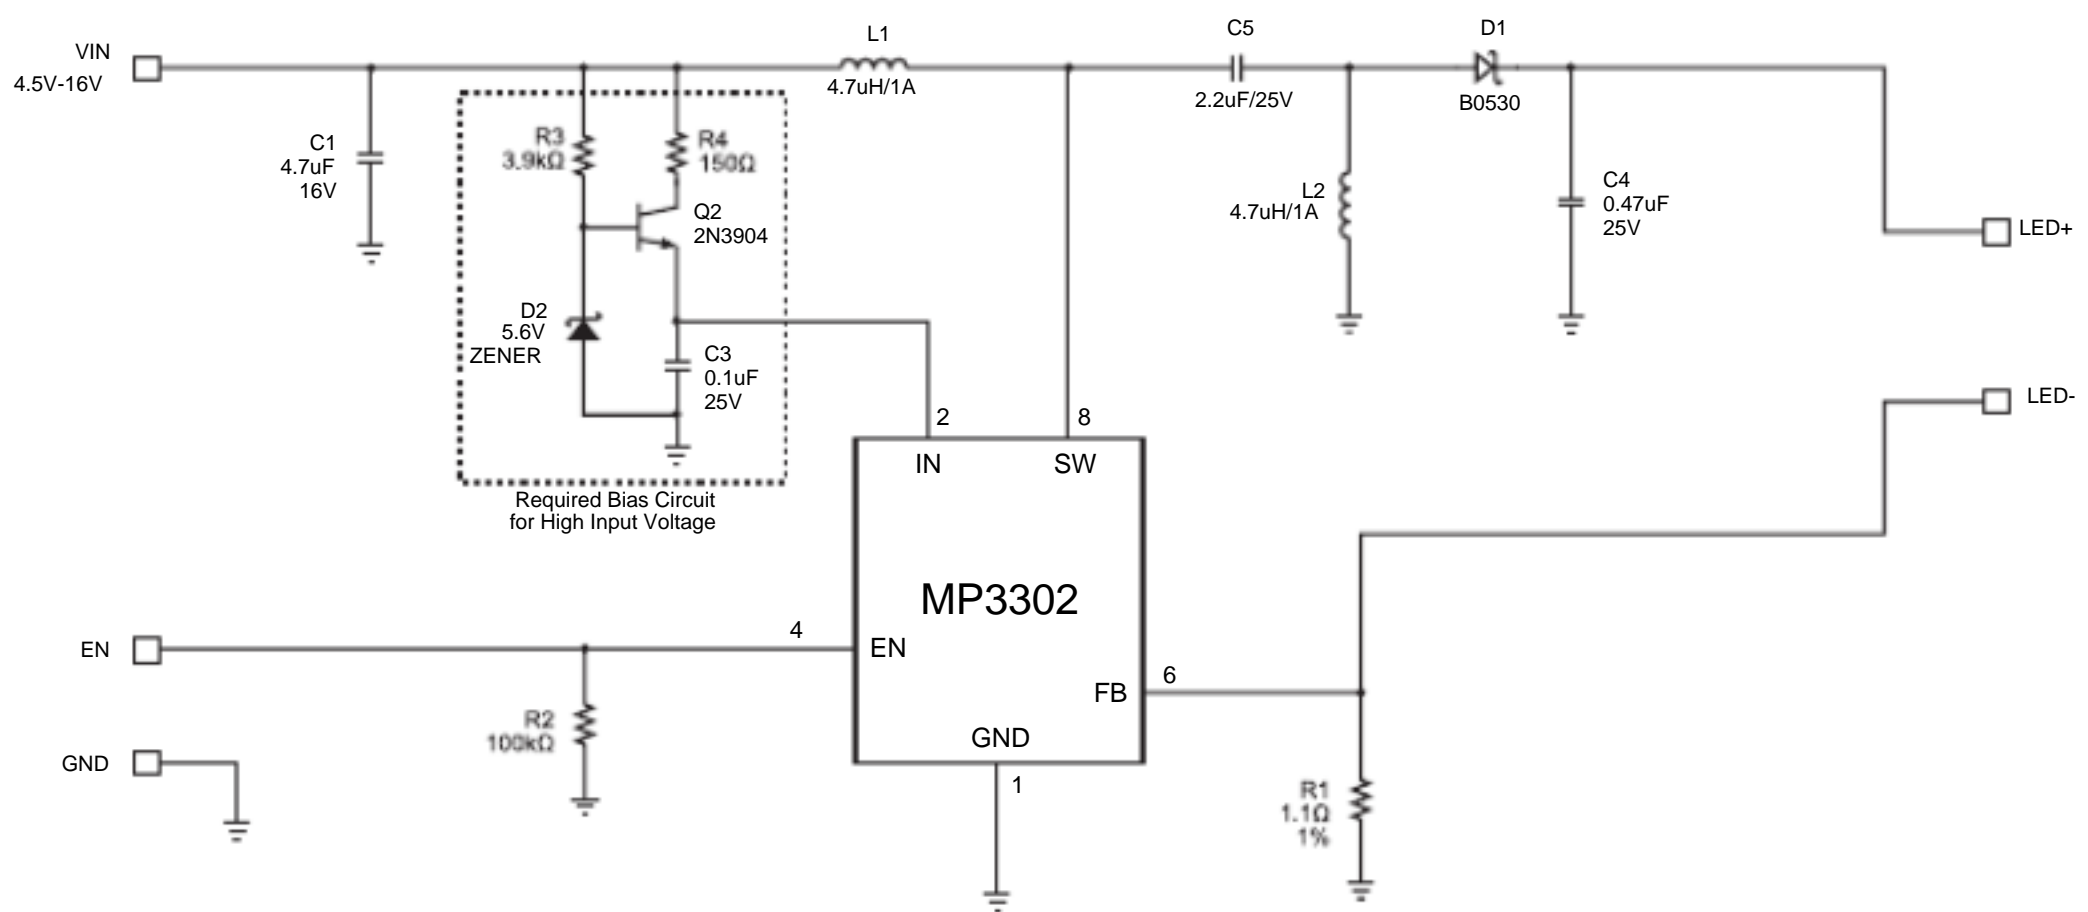 VIN
4.5V-16V
C1
4.7uF
16V
R3
3.9kΩ
R4
150Ω
Q2
2N3904
D2
5.6V
ZENER
C3
0.1uF
25V
Required Bias Circuit
for High Input Voltage
L1
4.7uH/1A
C5
2.2uF/25V
D1
B0530
L2
4.7uH/1A
C4
0.47uF
25V
LED+
LED-
2
8
IN
SW
MP3302
EN
4
EN
FB
6
GND
1
R2
100kΩ
GND
R1
1.1Ω
1%